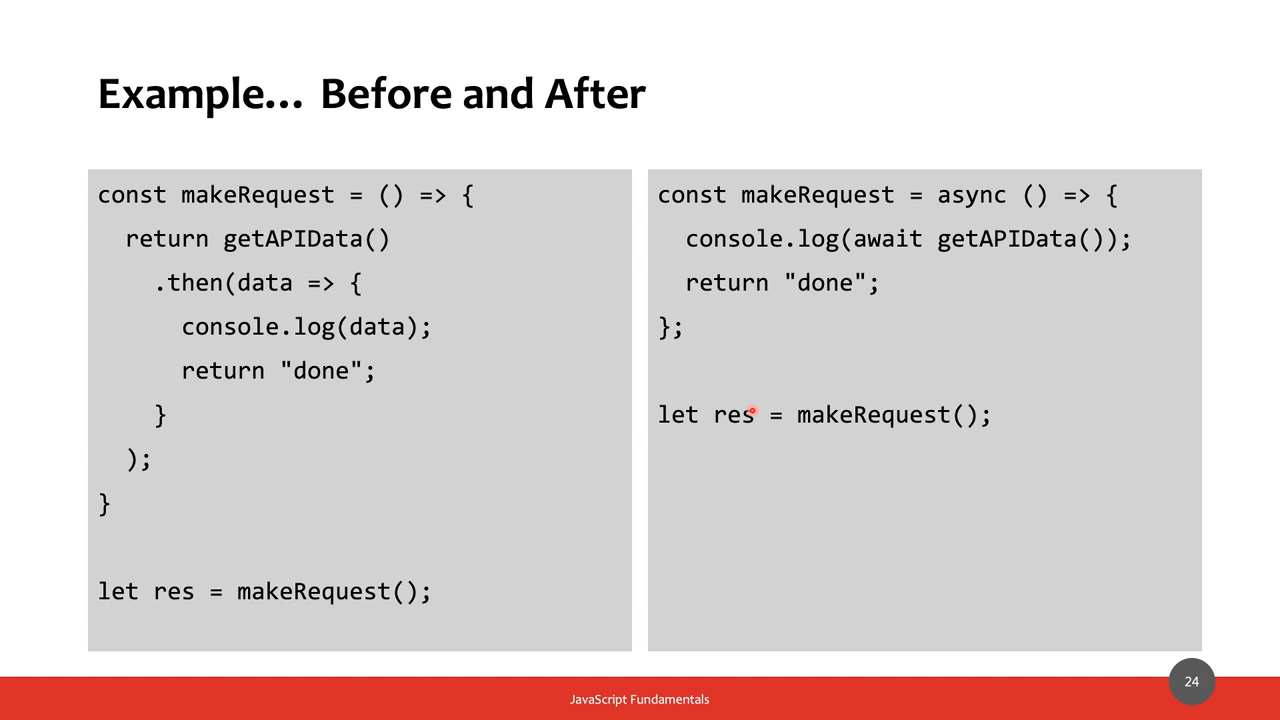 Example... Before and After
const makeRequest = () => {
  return getAPIData()
    .then(data => {
      console.log(data);
      return "done";
    }
  );
}
let res = makeRequest();
const makeRequest = async () => {
  console.log(await getAPIData());
  return "done";
};
let res = makeRequest();
JavaScript Fundamentals
24